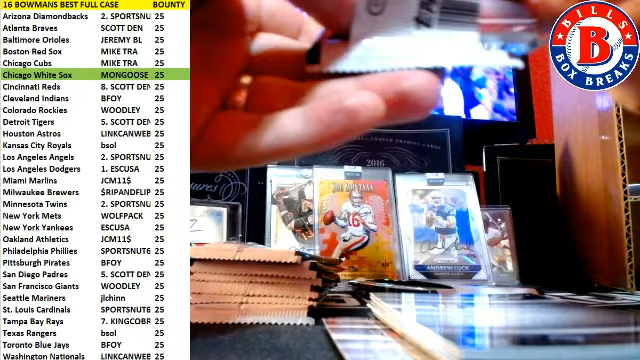 16 BOWMANS BEST FULL CASE BOUNTY
Arizona Diamondbacks 2. SPORTSNU 25
Atlanta Braves SCOTT DEN 25
Baltimore Orioles JEREMY BL 25
Boston Red Sox MIKE TRA 25
Chicago Cubs MIKE TRA 25
Chicago White Sox MONGOOSE 25
Cincinnati Reds 8. SCOTT DEN 25
Cleveland Indians BFOY 25
Colorado Rockies WOODLEY 25
Detroit Tigers 5. SCOTT DEN 25
Houston Astros LINKCANWEB 25
Kansas City Royals bsol 25
Los Angeles Angels 2. SPORTSNU 25
Los Angeles Dodgers 1. ESCUSA 25
Miami Marlins JCM11$ 25
Milwaukee Brewers $RIPANDFLIP 25
Minnesota Twins 2. SPORTSNU 25
New York Mets WOLFPACK 25
New York Yankees ESCUSA 25
Oakland Athletics JCM11$ 25
Philadelphia Phillies SPORTSNUT6 25
Pittsburgh Pirates BFOY 25
San Diego Padres 5. SCOTT DEN 25
San Francisco Giants WOODLEY 25
Seattle Mariners jlchinn 25
St. Louis Cardinals SPORTSNUT6 25
Tampa Bay Rays 7. KINGCOBR 25
Texas Rangers bsol 25
Toronto Blue Jays BFOY 25
Washington Nationals LINKCANWEB 25
BILL'S
B
BOX BREAKS
TRADING CARDS
2016
JOE MONTANA
16
ANDREW LUCK